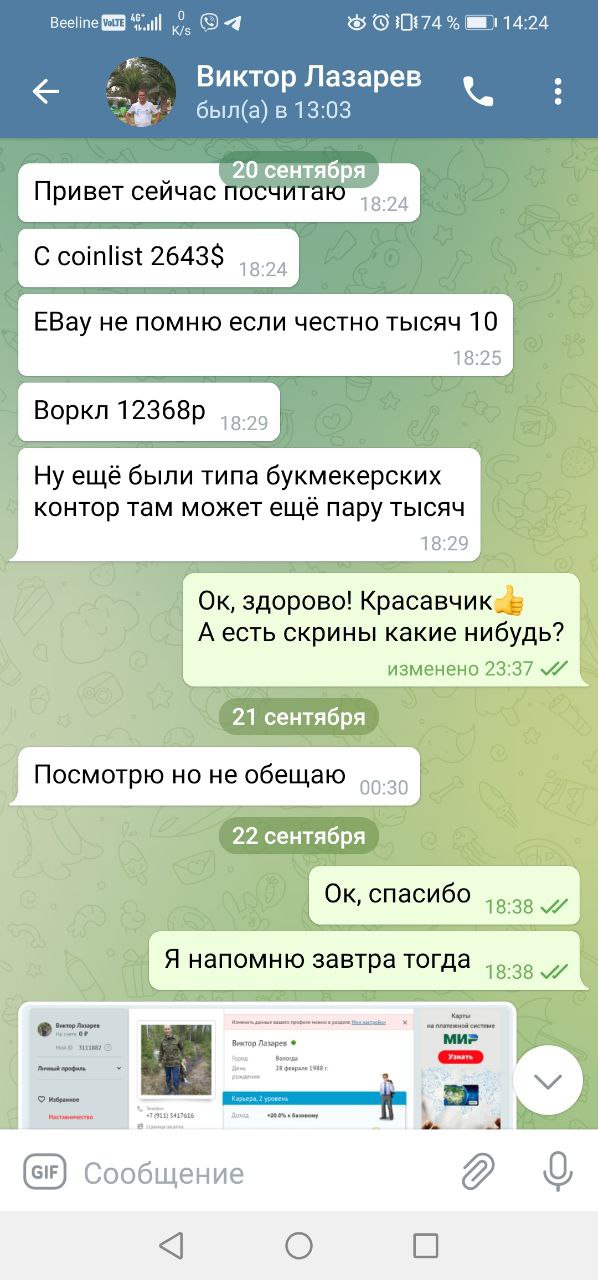 Beeline VoLTE 4G+ 0 K/s 74 % 14:24
Виктор Лазарев
был(а) в 13:03
20 сентября
Привет сейчас посчитаю 18:24
С coinlist 2643$ 18:24
ЕВау не помню если честно тысяч 10
18:25
Воркл 12368р 18:29
Ну ещё были типа букмекерских
контор там может ещё пару тысяч
18:29
Ок, здорово! Красавчик👍
А есть скрины какие нибудь?
изменено 23:37
21 сентября
Посмотрю но не обещаю 00:30
22 сентября
Ок, спасибо 18:38
Я напомню завтра тогда 18:38
Виктор Лазарев
На счете: 0 ₽
Мой ID 3111882
Личный профиль
Избранное
Наставничество
Телефон
+7 (911) 5417616
Страница визитка
Изменить данные вашего профиля можно в разделе Мои настройки
Виктор Лазарев
Город Вологда
День рождения 28 февраля 1988 г.
Карьера, 2 уровень
Доход +20.0% к базовому
Карты
на платежной системе
МИР
Узнать
GIF Сообщение